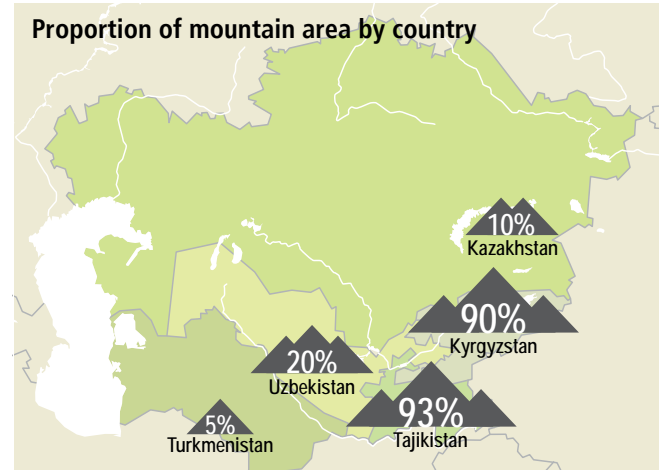 Proportion of mountain area by country
10%
Kazakhstan
90%
Kyrgyzstan
20%
Uzbekistan
93%
Tajikistan
5%
Turkmenistan